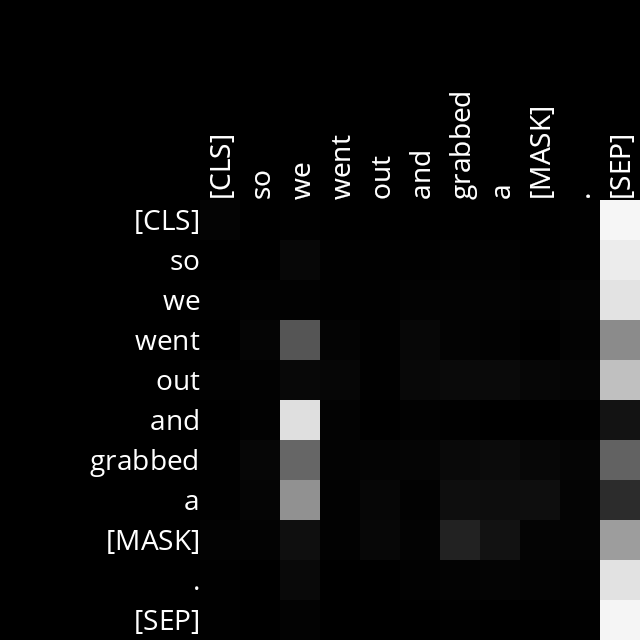 [CLS] so we went out and grabbed a [MASK] . [SEP]
[CLS]
so
we
went
out
and
grabbed
a
[MASK]
.
[SEP]